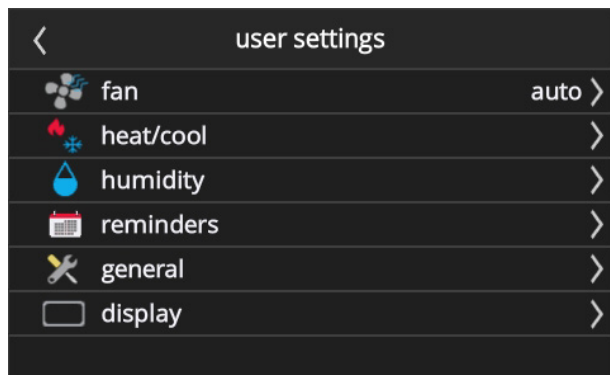 user settings
fan auto
heat/cool
humidity
reminders
general
display